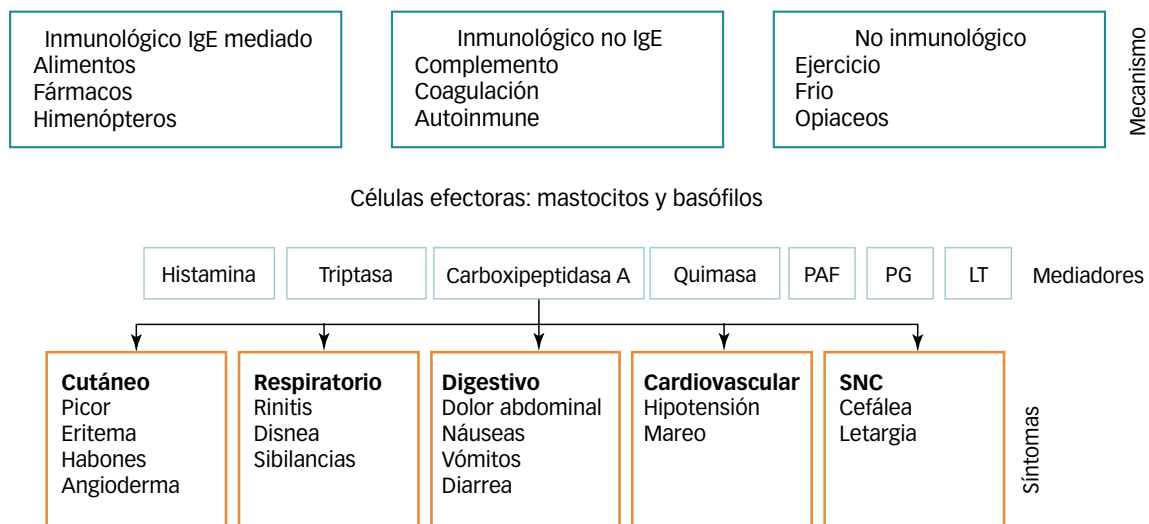 Inmunológico IgE mediado
Alimentos
Fármacos
Himenópteros
Inmunológico no IgE
Complemento
Coagulación
Autoinmune
No inmunológico
Ejercicio
Frio
Opiaceos
Mecanismo
Células efectoras: mastocitos y basófilos
Histamina
Triptasa
Carboxipeptidasa A
Quimasa
PAF
PG
LT
Mediadores
Cutáneo
Picor
Eritema
Habones
Angioderma
Respiratorio
Rinitis
Disnea
Sibilancias
Digestivo
Dolor abdominal
Náuseas
Vómitos
Diarrea
Cardiovascular
Hipotensión
Mareo
SNC
Cefálea
Letargia
Síntomas